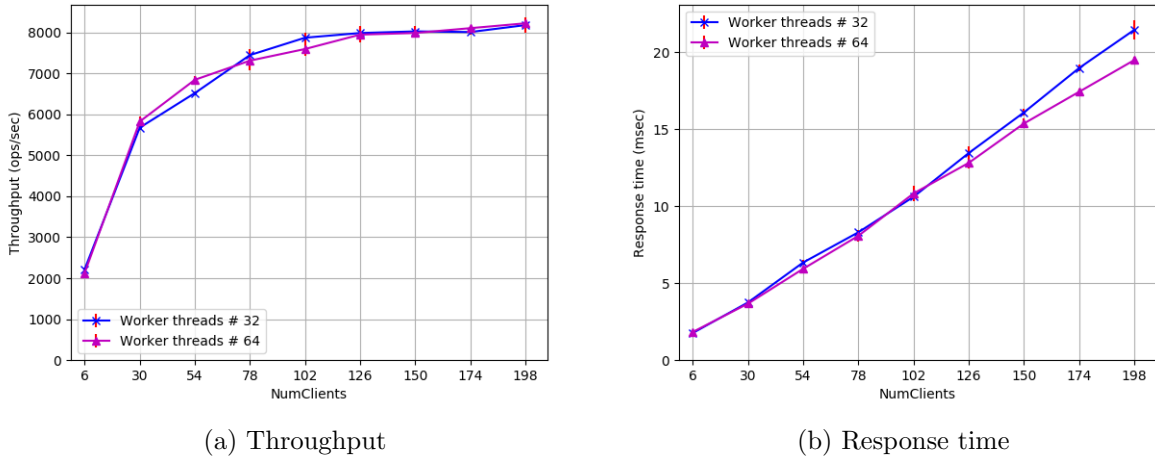 8000
7000
6000
5000
4000
3000
2000
1000
0
Throughput (ops/sec)
Worker threads # 32
Worker threads # 64
6 30 54 78 102 126 150 174 198
NumClients
(a) Throughput
Worker threads # 32
Worker threads # 64
20
15
10
5
0
Response time (msec)
6 30 54 78 102 126 150 174 198
NumClients
(b) Response time